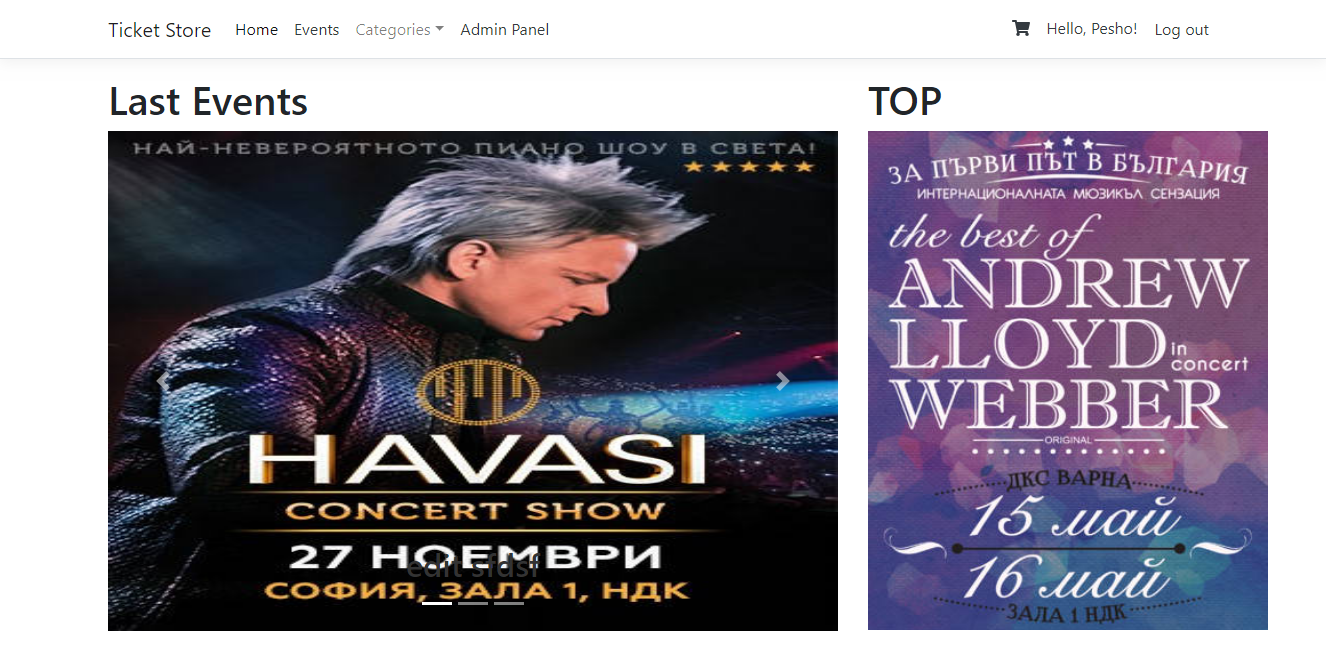 Ticket Store
Home
Events
Categories
Admin Panel
Hello, Pesho!
Log out
Last Events
НАЙ-НЕВЕРОЯТНОТО ПИАНО ШОУ В СВЕТА!
HAVASI
CONCERT SHOW
27 НОЕМВРИ
edit sfdsf
СОФИЯ, ЗАЛА 1, НДК
TOP
ЗА ПЪРВИ ПЪТ В БЪЛГАРИЯ
ИНТЕРНАЦИОНАЛНАТА МЮЗИКЪЛ СЕНЗАЦИЯ
the best of
ANDREW
LLOYD
in
concert
WEBBER
ORIGINAL
ДКС ВАРНА
15 май
16 май
ЗАЛА 1 НДК